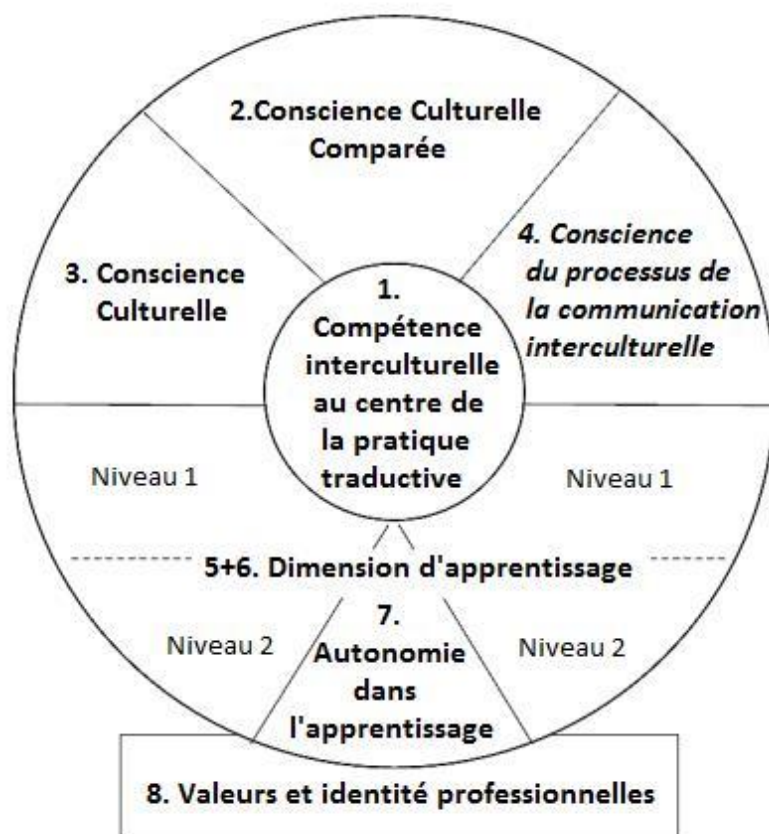 2.Conscience Culturelle
Comparée
3. Conscience
Culturelle
4. Conscience
du processus de
la communication
interculturelle
1.
Compétence
interculturelle
au centre de
la pratique
traductive
Niveau 1
Niveau 1
5+6. Dimension d'apprentissage
Niveau 2
Niveau 2
7.
Autonomie
dans
l'apprentissage
8. Valeurs et identité professionnelles